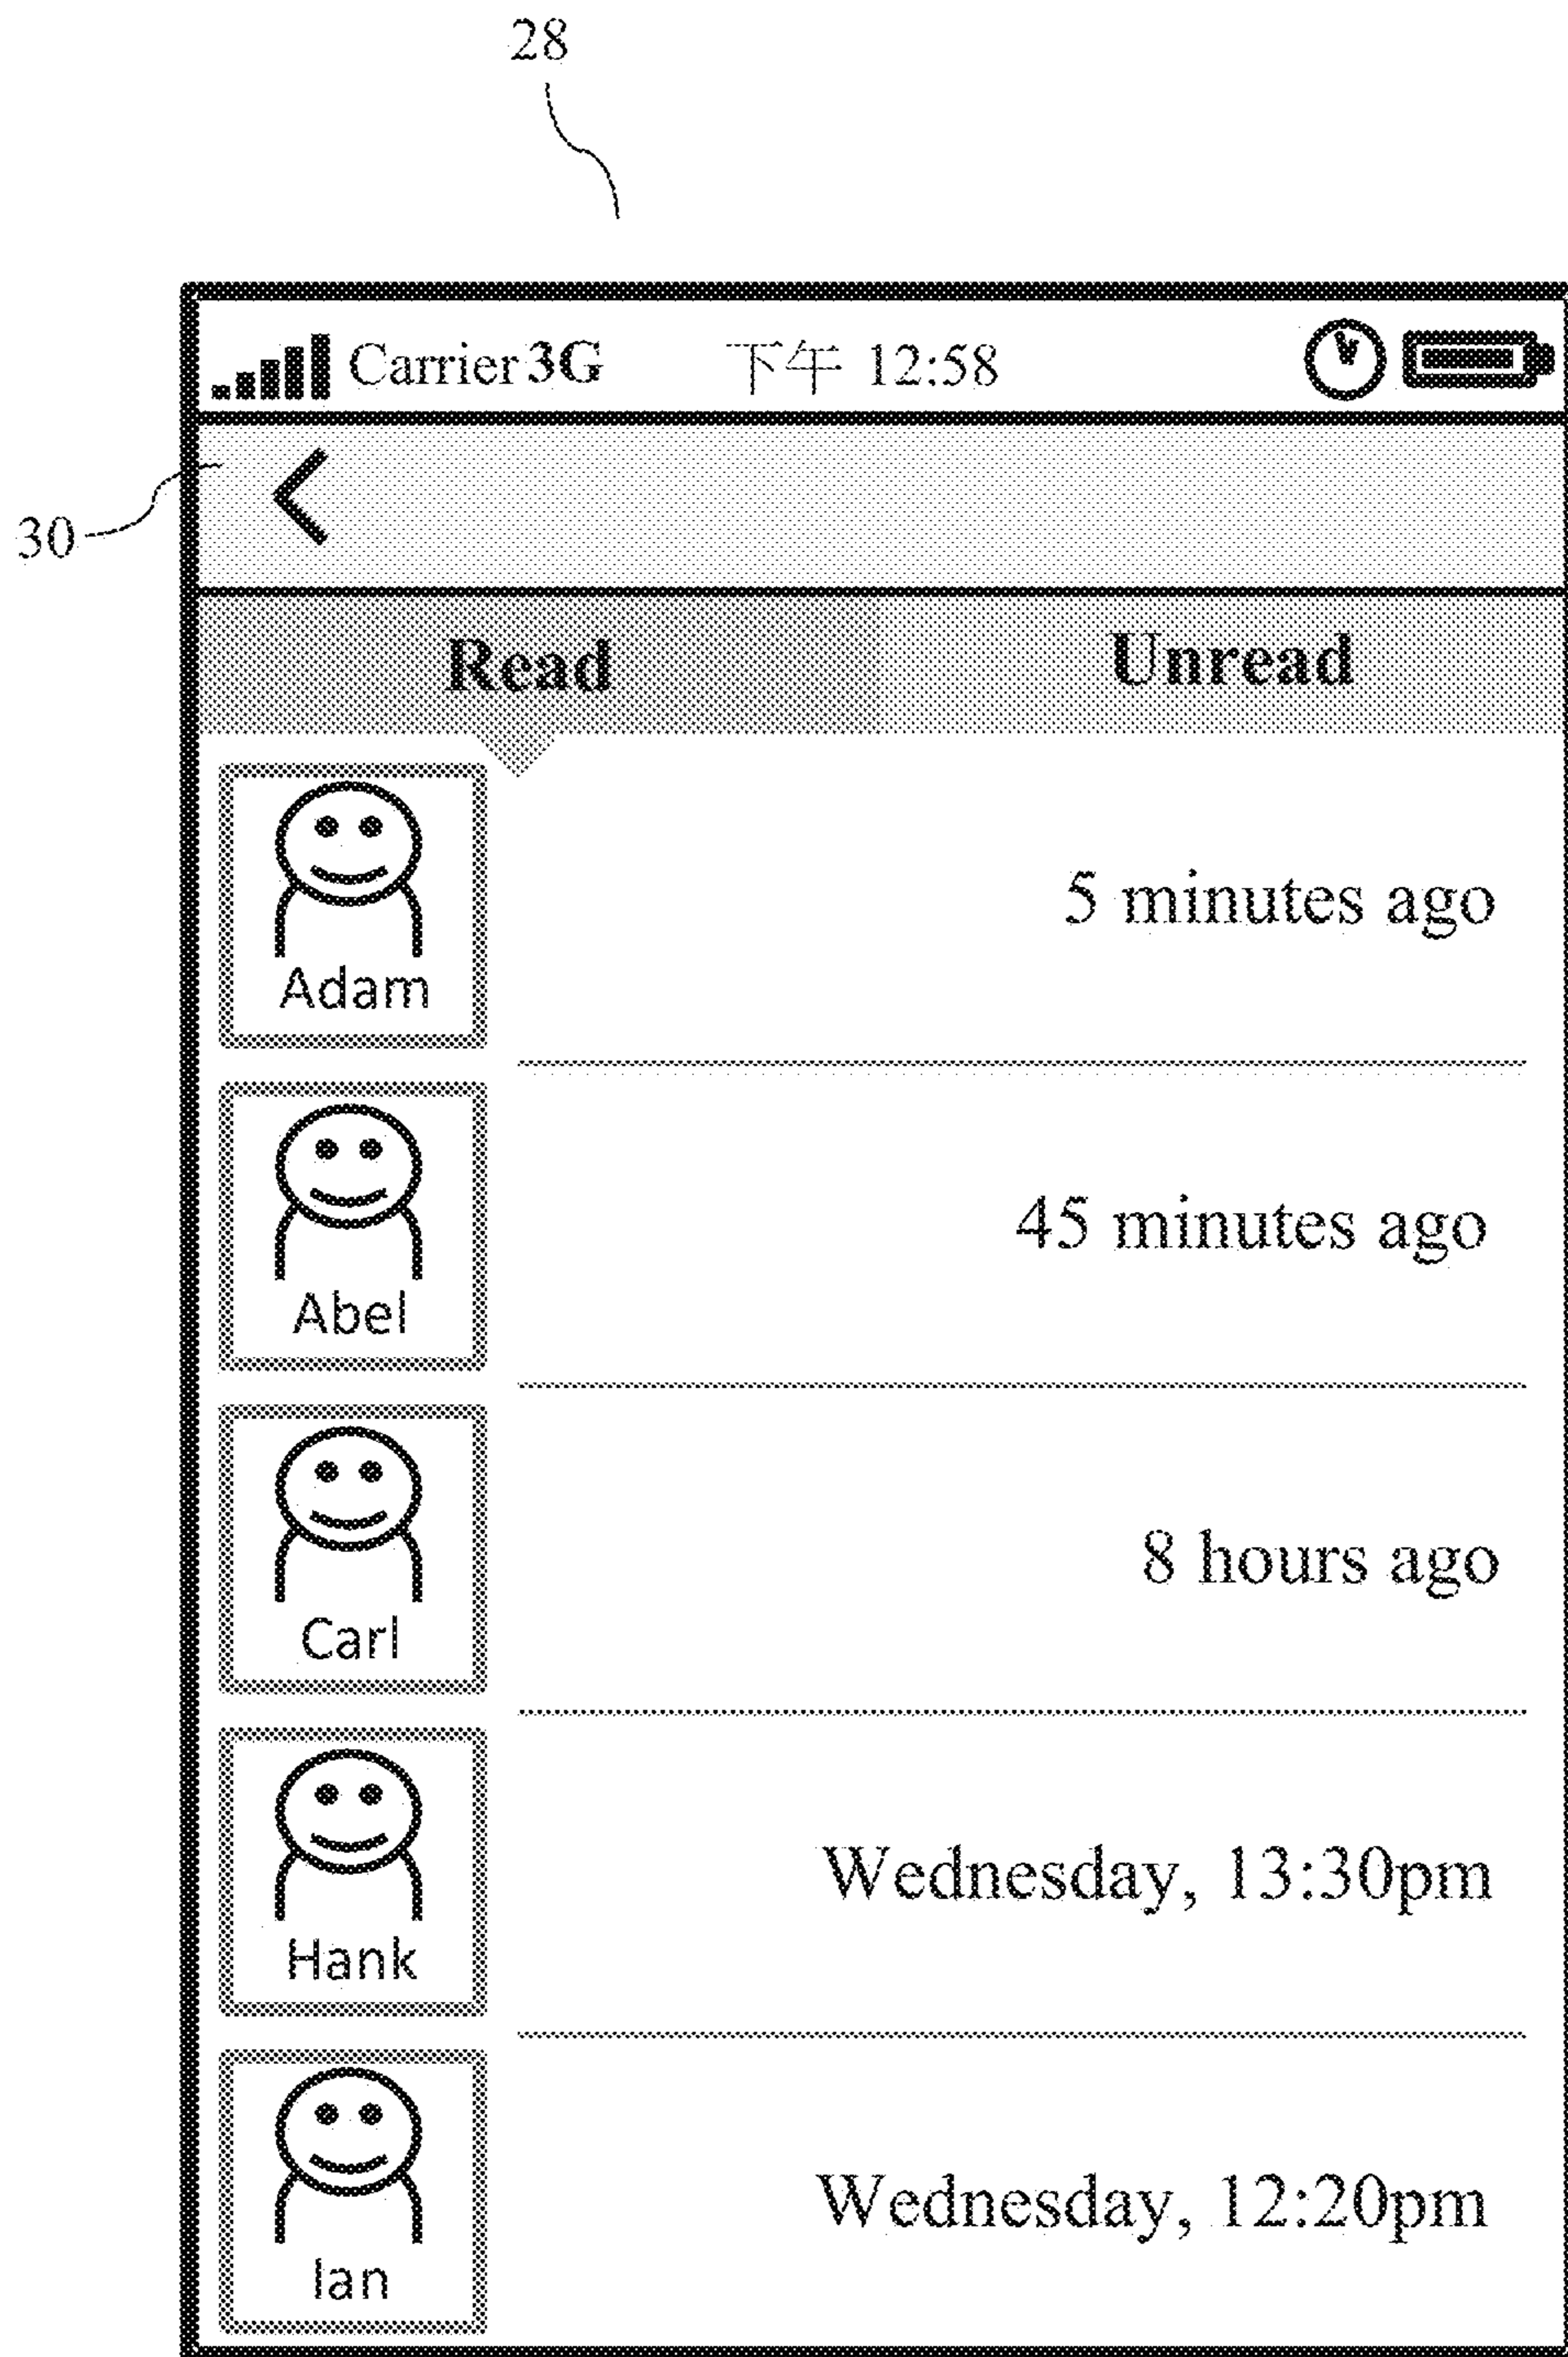 28
Carrier 3G 下午 12:58
30
Read Unread
5 minutes ago
Adam
45 minutes ago
Abel
8 hours ago
Carl
Wednesday, 13:30pm
Hank
Wednesday, 12:20pm
Ian